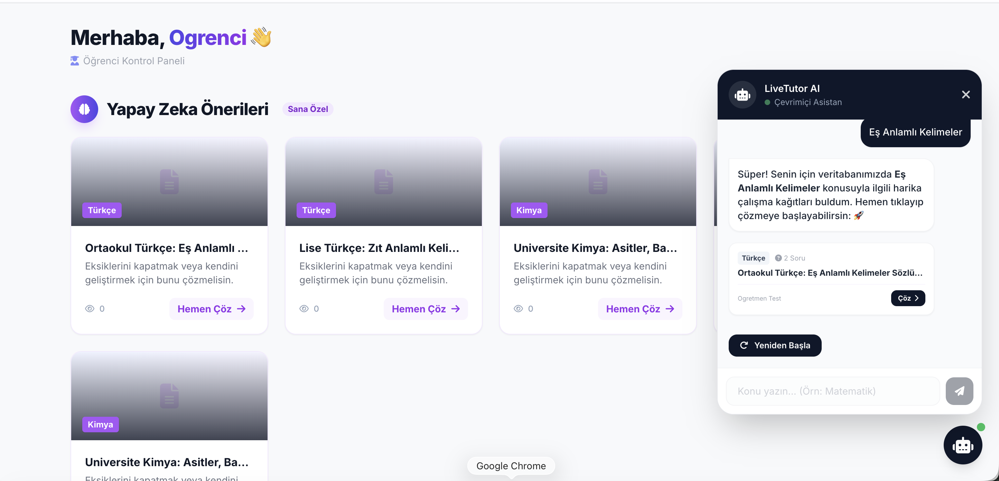 Merhaba, Ogrenci
Öğrenci Kontrol Paneli
Yapay Zeka Önerileri
Sana Özel
Türkçe
Ortaokul Türkçe: Eş Anlamlı ...
Eksiklerini kapatmak veya kendini
geliştirmek için bunu çözmelisin.
0
Hemen Çöz
Türkçe
Lise Türkçe: Zıt Anlamlı Keli...
Eksiklerini kapatmak veya kendini
geliştirmek için bunu çözmelisin.
0
Hemen Çöz
Kimya
Universite Kimya: Asitler, Ba...
Eksiklerini kapatmak veya kendini
geliştirmek için bunu çözmelisin.
0
Hemen Çöz
Kimya
Universite Kimya: Asitler, Ba...
Eksiklerini kapatmak veya kendini
LiveTutor AI
Çevrimiçi Asistan
Eş Anlamlı Kelimeler
Süper! Senin için veritabanımızda Eş
Anlamlı Kelimeler konusuyla ilgili harika
çalışma kağıtları buldum. Hemen tıklayıp
çözmeye başlayabilirsin:
Türkçe
2 Soru
Ortaokul Türkçe: Eş Anlamlı Kelimeler Sözlü...
Ogretmen Test
Çöz
Yeniden Başla
Konu yazın... (Örn: Matematik)
Google Chrome